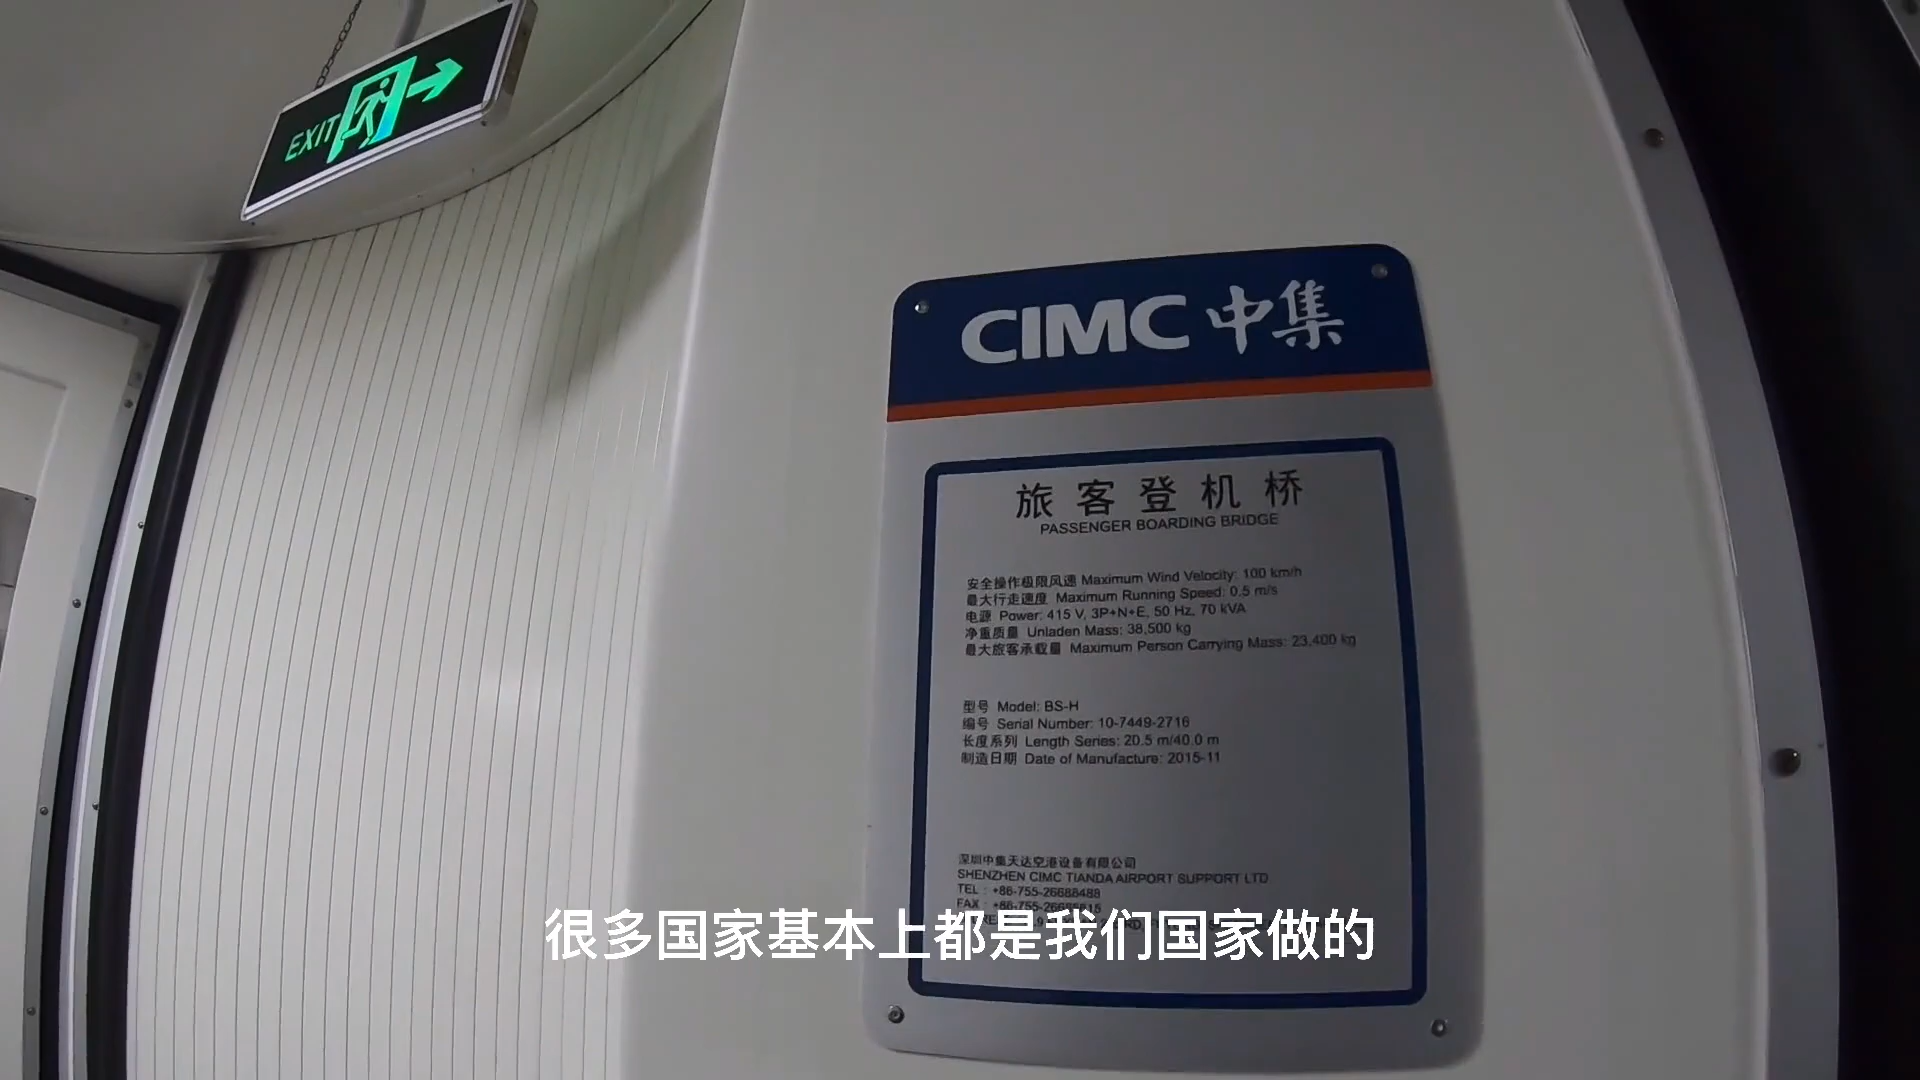 EXIT
CIMC 中集
旅客登机桥
PASSENGER BOARDING BRIDGE
安全操作极限风速 Maximum Wind Velocity: 100 km/h
最大行走速度 Maximum Running Speed: 0.5 m/s
电源 Power: 415 V, 3P+N+E, 50 Hz, 70 kVA
净重质量 Unladen Mass: 38,500 kg
最大旅客承载量 Maximum Person Carrying Mass: 23,400 kg
型号 Model: BS-H
编号 Serial Number: 10-7449-2716
长度系列 Length Series: 20.5 m/40.0 m
制造日期 Date of Manufacture: 2015-11
深圳中集天达空港设备有限公司
SHENZHEN CIMC TIANDA AIRPORT SUPPORT LTD
TEL : +86-755-26688488
FAX :
很多国家基本上都是我们国家做的